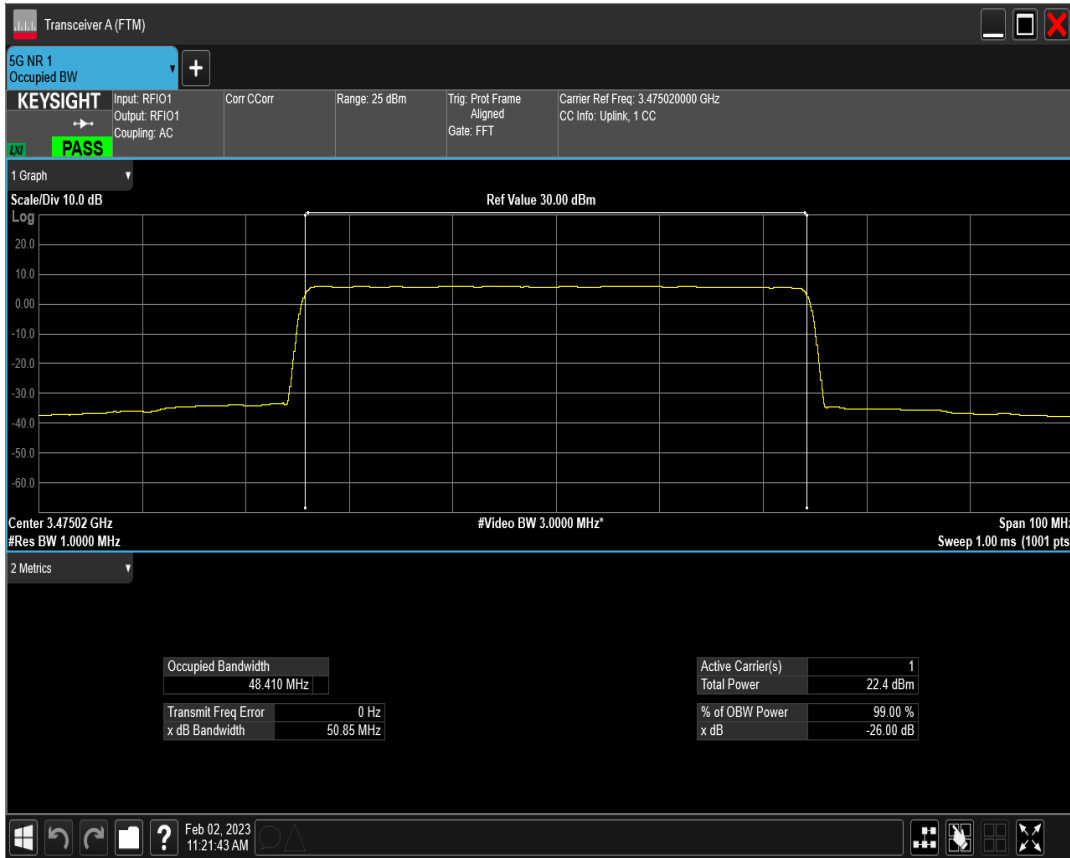 Transceiver A (FTM)
5G NR 1
Occupied BW
+
KEYSIGHT
LXI
PASS
Input: RFIO1
Output: RFIO1
Coupling: AC
Corr CCorr
Range: 25 dBm
Trig: Prot Frame
Aligned
Gate: FFT
Carrier Ref Freq: 3.475020000 GHz
CC Info: Uplink, 1 CC
1 Graph
Scale/Div 10.0 dB
Ref Value 30.00 dBm
Log
20.0
10.0
0.00
-10.0
-20.0
-30.0
-40.0
-50.0
-60.0
Center 3.47502 GHz
#Video BW 3.0000 MHz*
Span 100 MHz
#Res BW 1.0000 MHz
Sweep 1.00 ms (1001 pts
2 Metrics
Occupied Bandwidth
48.410 MHz
Transmit Freq Error 0 Hz
x dB Bandwidth 50.85 MHz
Active Carrier(s) 1
Total Power 22.4 dBm
% of OBW Power 99.00 %
x dB -26.00 dB
?
Feb 02, 2023
11:21:43 AM